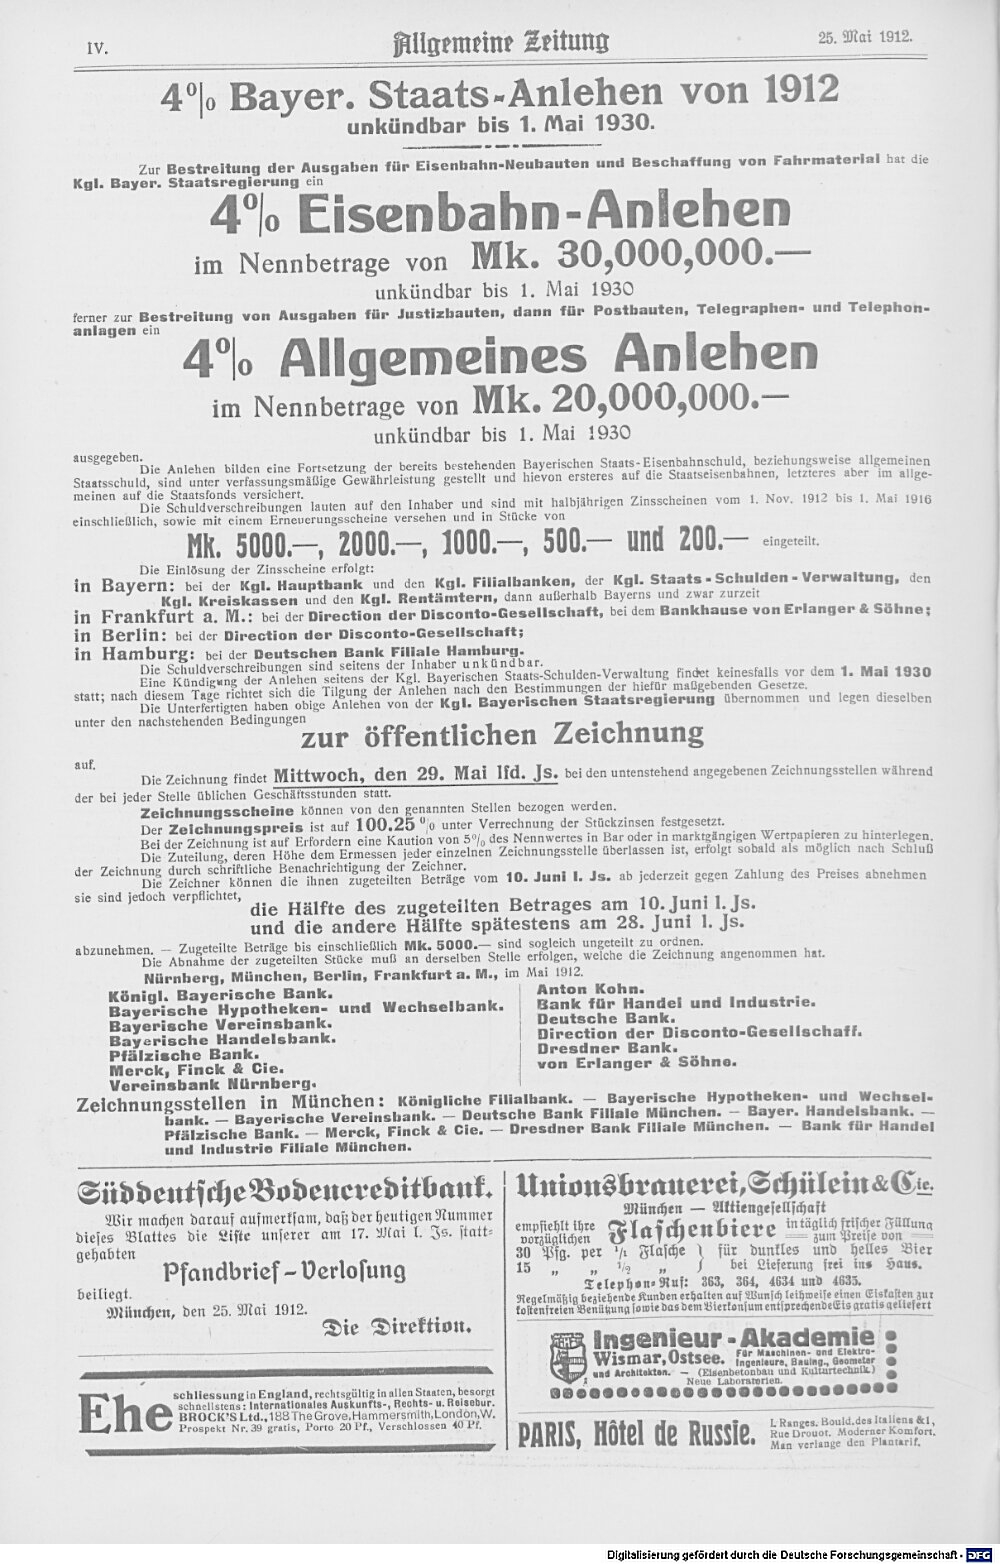 IV.
Allgemeine Zeitung
25. Mai 1912.
4% Bayer. Staats-Anlehen von 1912
unkündbar bis 1. Mai 1930.
Zur Bestreitung der Ausgaben für Eisenbahn-Neubauten und Beschaffung von Fahrmaterial hat die
Kgl. Bayer. Staatsregierung ein
4% Eisenbahn-Anlehen
im Nennbetrage von Mk. 30,000,000.—
unkündbar bis 1. Mai 1930
ferner zur Bestreitung von Ausgaben für Justizbauten, dann für Postbauten, Telegraphen- und Telephon-
anlagen ein
4% Allgemeines Anlehen
im Nennbetrage von Mk. 20,000,000.—
unkündbar bis 1. Mai 1930
ausgegeben.
Die Anlehen bilden eine Fortsetzung der bereits bestehenden Bayerischen Staats-Eisenbahnschuld, beziehungsweise allgemeinen
Staatsschuld, sind unter verfassungsmäßige Gewährleistung gestellt und hievon ersteres auf die Staatseisenbahnen, letzteres aber im allge-
meinen auf die Staatsfonds versichert.
Die Schuldverschreibungen lauten auf den Inhaber und sind mit halbjährigen Zinsscheinen vom 1. Nov. 1912 bis 1. Mai 1916
einschließlich, sowie mit einem Erneuerungsscheine versehen und in Stücke von
Mk. 5000.—, 2000.—, 1000.—, 500.— und 200.— eingeteilt.
Die Einlösung der Zinsscheine erfolgt:
in Bayern: bei der Kgl. Hauptbank und den Kgl. Filialbanken, der Kgl. Staats-Schulden-Verwaltung, den
Kgl. Kreiskassen und den Kgl. Rentämtern, dann außerhalb Bayerns und zwar zurzeit
in Frankfurt a. M.: bei der Direction der Disconto-Gesellschaft, bei dem Bankhause von Erlanger & Söhne;
in Berlin: bei der Direction der Disconto-Gesellschaft;
in Hamburg: bei der Deutschen Bank Filiale Hamburg.
Die Schuldverschreibungen sind seitens der Inhaber unkündbar.
Eine Kündigung der Anlehen seitens der Kgl. Bayerischen Staats-Schulden-Verwaltung findet keinesfalls vor dem 1. Mai 1930
statt; nach diesem Tage richtet sich die Tilgung der Anlehen nach den Bestimmungen der hiefür maßgebenden Gesetze.
Die Unterfertigten haben obige Anlehen von der Kgl. Bayerischen Staatsregierung übernommen und legen dieselben
unter den nachstehenden Bedingungen
zur öffentlichen Zeichnung
auf.
Die Zeichnung findet Mittwoch, den 29. Mai lfd. Js. bei den untenstehend angegebenen Zeichnungsstellen während
der bei jeder Stelle üblichen Geschäftsstunden statt.
Zeichnungsscheine können von den genannten Stellen bezogen werden.
Der Zeichnungspreis ist auf 100.25 % unter Verrechnung der Stückzinsen festgesetzt.
Bei der Zeichnung ist auf Erfordern eine Kaution von 5% des Nennwertes in Bar oder in marktgängigen Wertpapieren zu hinterlegen.
Die Zuteilung, deren Höhe dem Ermessen jeder einzelnen Zeichnungsstelle überlassen ist, erfolgt sobald als möglich nach Schluß
der Zeichnung durch schriftliche Benachrichtigung der Zeichner.
Die Zeichner können die ihnen zugeteilten Beträge vom 10. Juni l. Js. ab jederzeit gegen Zahlung des Preises abnehmen
sie sind jedoch verpflichtet,
die Hälfte des zugeteilten Betrages am 10. Juni l. Js.
und die andere Hälfte spätestens am 28. Juni l. Js.
abzunehmen. — Zugeteilte Beträge bis einschließlich Mk. 5000.— sind sogleich ungeteilt zu ordnen.
Die Abnahme der zugeteilten Stücke muß an derselben Stelle erfolgen, welche die Zeichnung angenommen hat.
Nürnberg, München, Berlin, Frankfurt a. M., im Mai 1912.
Königl. Bayerische Bank.
Bayerische Hypotheken- und Wechselbank.
Bayerische Vereinsbank.
Bayerische Handelsbank.
Pfälzische Bank.
Merck, Finck & Cie.
Vereinsbank Nürnberg.
Anton Kohn.
Bank für Handel und Industrie.
Deutsche Bank.
Direction der Disconto-Gesellschaft.
Dresdner Bank.
von Erlanger & Söhne.
Zeichnungsstellen in München: Königliche Filialbank. — Bayerische Hypotheken- und Wechsel-
bank. — Bayerische Vereinsbank. — Deutsche Bank Filiale München. — Bayer. Handelsbank. —
Pfälzische Bank. — Merck, Finck & Cie. — Dresdner Bank Filiale München. — Bank für Handel
und Industrie Filiale München.
Süddeutsche Bodencreditbank.
Wir machen darauf aufmerksam, daß der heutigen Nummer
dieses Blattes die Liste unserer am 17. Mai l. Js. statt-
gehabten
Pfandbrief-Verlosung
beiliegt.
München, den 25. Mai 1912.
Die Direktion.
Ehe
schliessung in England, rechtsgültig in allen Staaten, besorgt
schnellstens: Internationales Auskunfts-, Rechts- u. Reisebur.
BROCK'S Ltd., 188 The Grove, Hammersmith, London, W.
Prospekt Nr. 39 gratis, Porto 20 Pf., Verschlossen 40 Pf.
Unionsbrauerei, Schülein & Cie.
München — Aktiengesellschaft
empfiehlt ihre
vorzüglichen
Flaschenbiere
in täglich frischer Füllung
zum Preise von
30 Pfg. per 1/1 Flasche } für dunkles und helles Bier
15 „ „ 1/2 „ } bei Lieferung frei ins Haus.
Telephon-Ruf: 363, 364, 4634 und 4635.
Regelmäßig beziehende Kunden erhalten auf Wunsch leihweise einen Eiskasten zur
kostenfreien Benützung sowie das dem Bierkonsum entsprechende Eis gratis geliefert
Ingenieur-Akademie
Wismar, Ostsee.
Für Maschinen- und Elektro-
Ingenieure, Bauing., Geometer
und Architekten. — (Eisenbetonbau und Kulturtechnik.)
Neue Laboratorien.
PARIS, Hôtel de Russie.
I. Ranges. Bould. des Italiens & 1,
Rue Drouot. Moderner Komfort.
Man verlange den Plantarif.
Digitalisierung gefördert durch die Deutsche Forschungsgemeinschaft - DFG